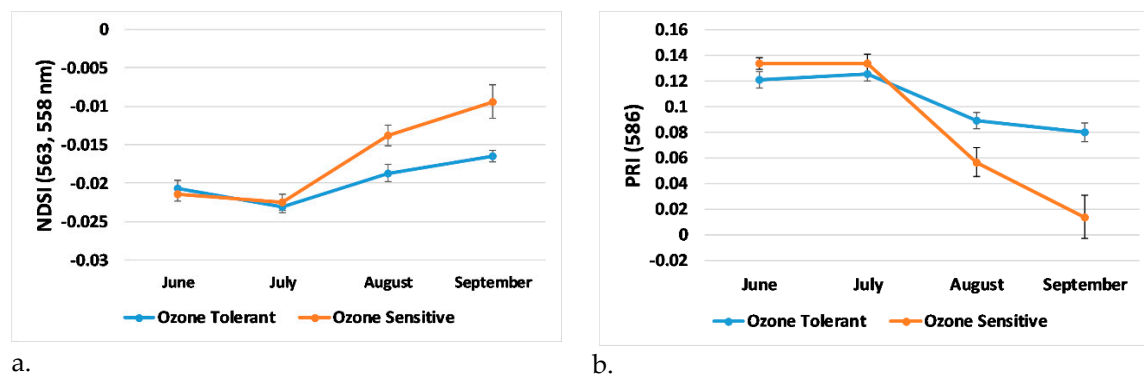 0
-0.005
-0.01
-0.015
-0.02
-0.025
-0.03
NDSI (563, 558 nm)
June July August September
Ozone Tolerant Ozone Sensitive
a.
0.16
0.14
0.12
0.1
0.08
0.06
0.04
0.02
0
-0.02
PRI (586)
June July August September
Ozone Tolerant Ozone Sensitive
b.